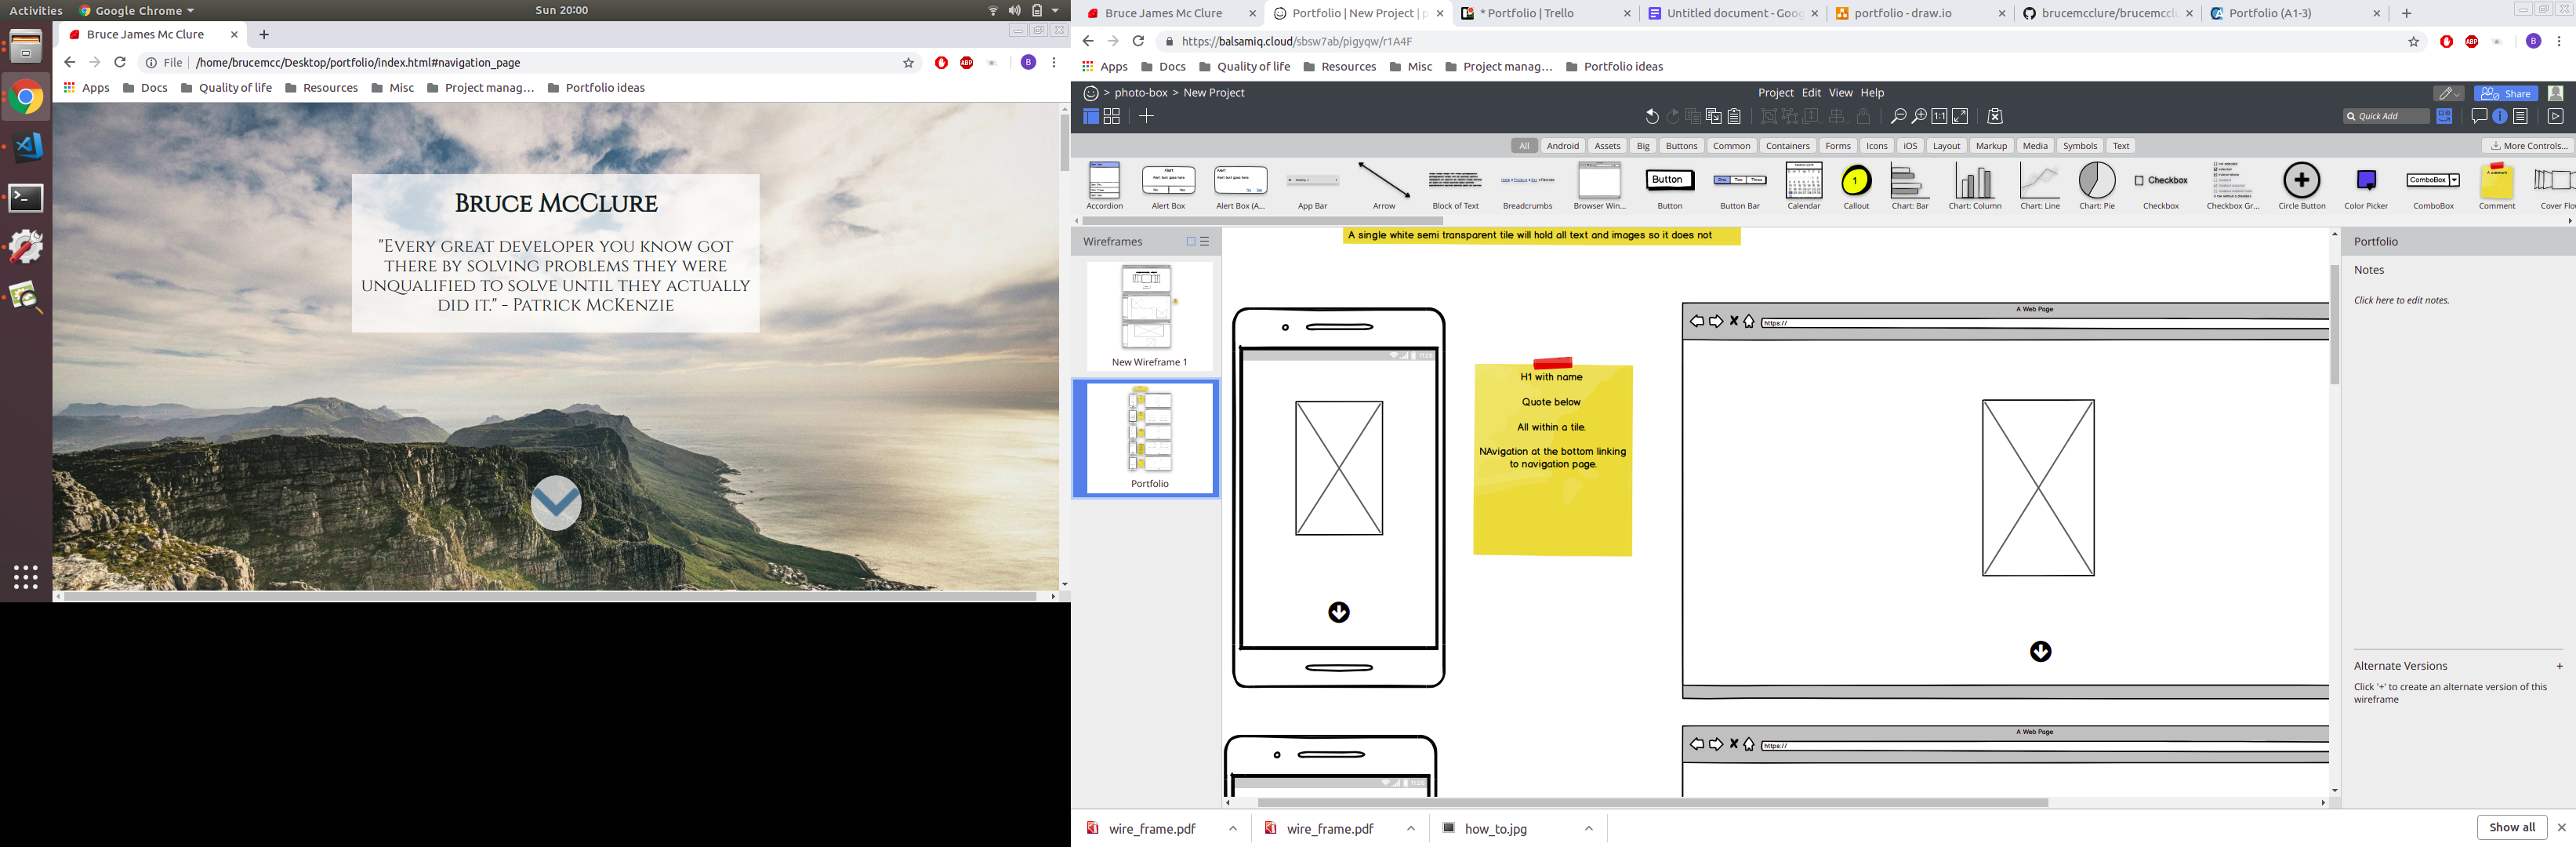 Activities
Google Chrome
Sun 20:00
Bruce James Mc Clure
File
/home/brucemcc/Desktop/portfolio/index.html#navigation_page
B
Apps
Docs
Quality of life
Resources
Misc
Project manag...
Portfolio ideas
Bruce McClure
"Every great developer you know got
there by solving problems they were
unqualified to solve until they actually
did it." - Patrick McKenzie
Bruce James Mc Clure
Portfolio | New Project | p
* Portfolio | Trello
Untitled document - Goog
portfolio - draw.io
brucemcclure/brucemccl
Portfolio (A1-3)
https://balsamiq.cloud/sbsw7ab/pigyqw/r1A4F
ABP
B
Apps
Docs
Quality of life
Resources
Misc
Project manag...
Portfolio ideas
> photo-box > New Project
Project Edit View Help
Share
1:1
Quick Add
All
Android
Assets
Big
Buttons
Common
Containers
Forms
Icons
iOS
Layout
Markup
Media
Symbols
Text
More Controls...
Button
Checkbox
ComboBox
Accordion
Alert Box
Alert Box (A...
App Bar
Arrow
Block of Text
Breadcrumbs
Browser Win...
Button
Button Bar
Calendar
Callout
Chart: Bar
Chart: Column
Chart: Line
Chart: Pie
Checkbox
Checkbox Gr...
Circle Button
Color Picker
ComboBox
Comment
Cover Flo
Wireframes
New Wireframe 1
Portfolio
A single white semi transparent tile will hold all text and images so it does not
H1 with name
Quote below
All within a tile.
NAvigation at the bottom linking
to navigation page.
A Web Page
https://
A Web Page
https://
Portfolio
Notes
Click here to edit notes.
Alternate Versions
+
Click '+' to create an alternate version of this
wireframe
wire_frame.pdf
wire_frame.pdf
how_to.jpg
Show all